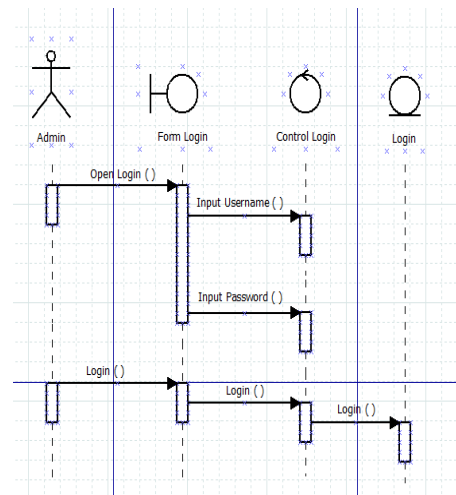 Admin
Form Login
Control Login
Login
Open Login ( )
Input Username ( )
Input Password ( )
Login ( )
Login ( )
Login ( )